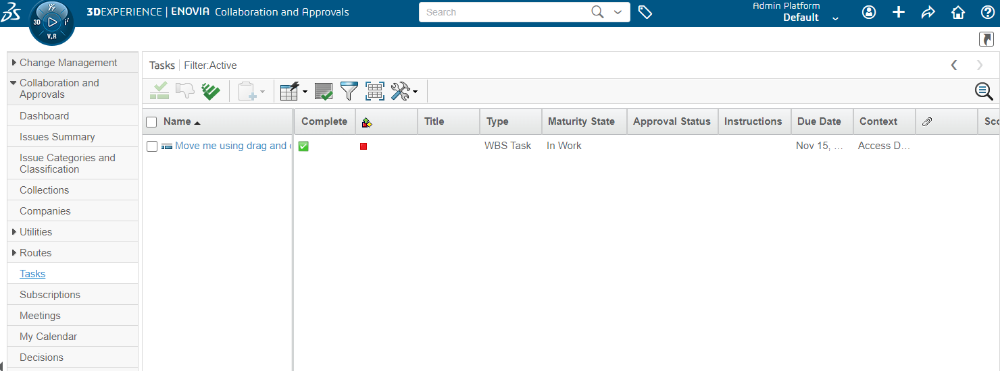 3DEXPERIENCE | ENOVIA Collaboration and Approvals
Search
Admin Platform
Default
3D
V.R
Change Management
Collaboration and
Approvals
Dashboard
Issues Summary
Issue Categories and
Classification
Collections
Companies
Utilities
Routes
Tasks
Subscriptions
Meetings
My Calendar
Decisions
Tasks | Filter:Active
Name Complete Title Type Maturity State Approval Status Instructions Due Date Context Sco
Move me using drag and d WBS Task In Work Nov 15, ... Access D...